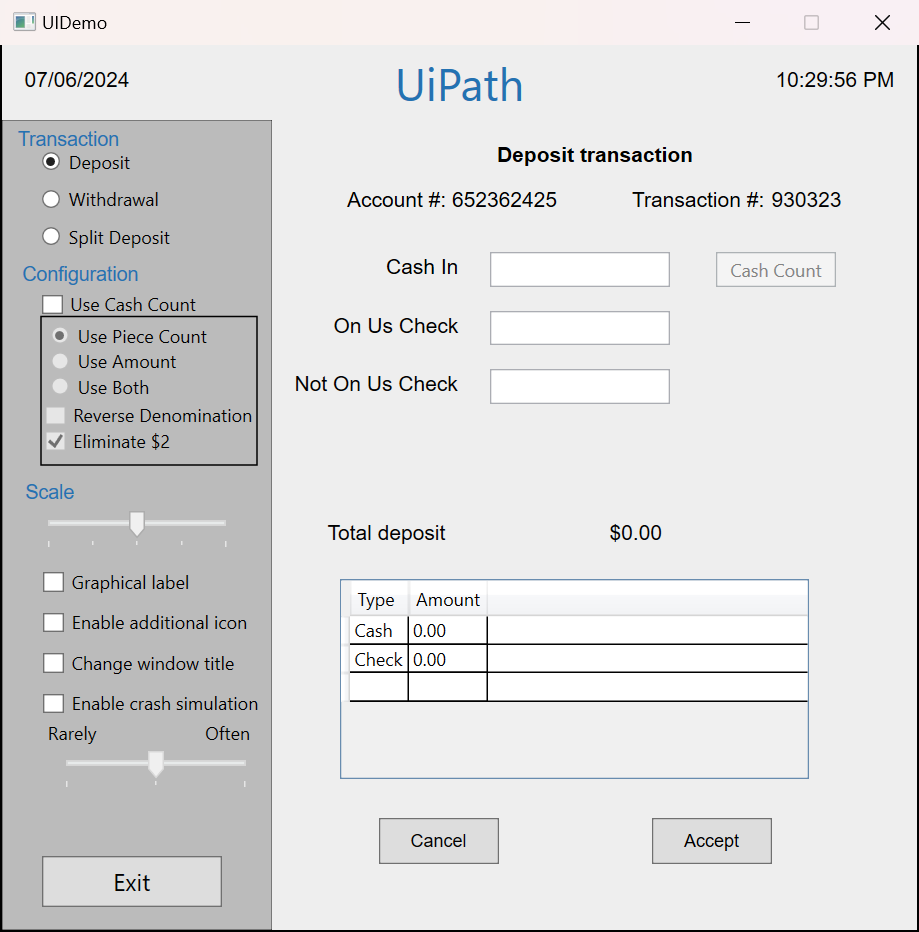 UIDemo
07/06/2024
UiPath
10:29:56 PM
Transaction
Deposit
Withdrawal
Split Deposit
Configuration
Use Cash Count
Use Piece Count
Use Amount
Use Both
Reverse Denomination
Eliminate $2
Scale
Graphical label
Enable additional icon
Change window title
Enable crash simulation
Rarely Often
Exit
Deposit transaction
Account #: 652362425 Transaction #: 930323
Cash In Cash Count
On Us Check
Not On Us Check
Total deposit $0.00
Type Amount
Cash 0.00
Check 0.00
Cancel Accept